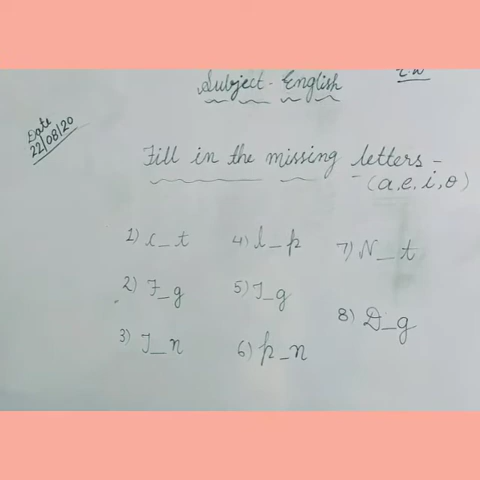 C.W
Subject - English
Date
22/08/20
Fill in the missing letters -
(a, e, i, o)
1) c_t
2) F_g
3) T_n
4) l_p
5) J_g
6) p_n
7) N_t
8) D_g